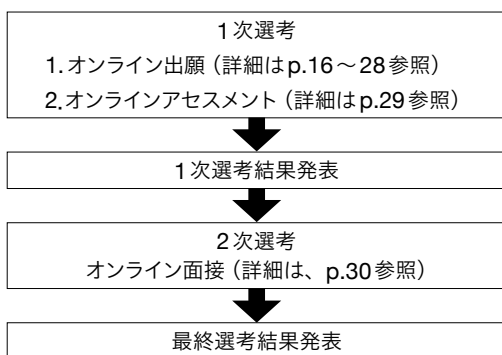 1次選考
1.オンライン出願（詳細はp.16～28参照）
2.オンラインアセスメント（詳細はp.29参照）
1次選考結果発表
2次選考
オンライン面接（詳細は、p.30参照）
最終選考結果発表